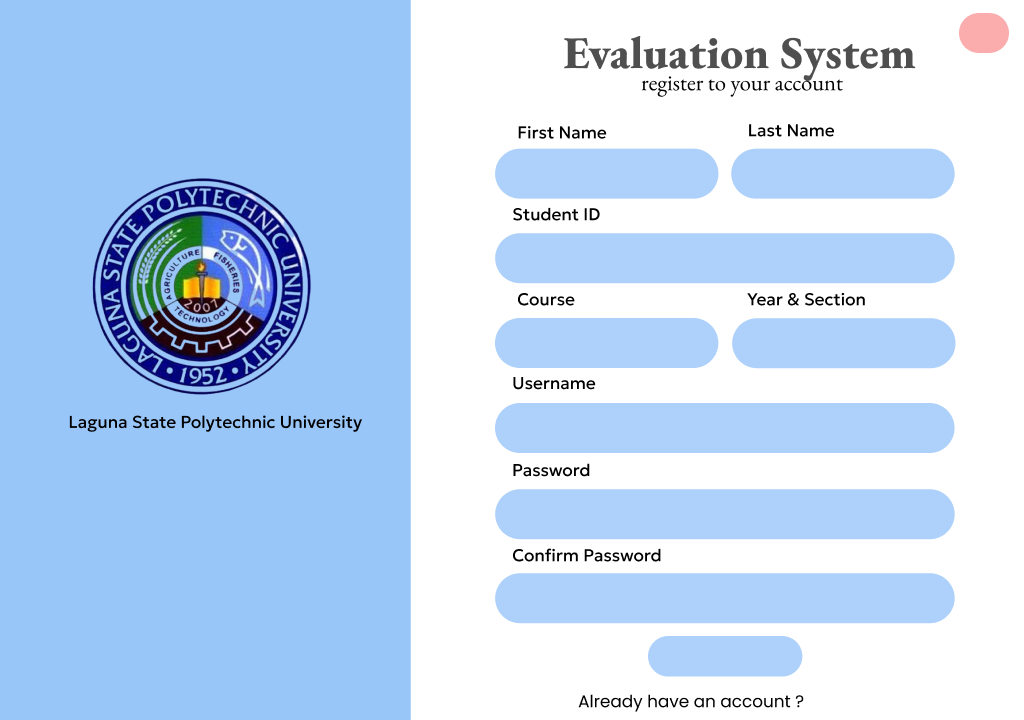 Evaluation System
register to your account
First Name
Last Name
Student ID
Course
Year & Section
Username
Password
Confirm Password
Already have an account ?
LAGUNA STATE POLYTECHNIC UNIVERSITY
• 1952 •
AGRICULTURE
FISHERIES
2007
TECHNOLOGY
Laguna State Polytechnic University